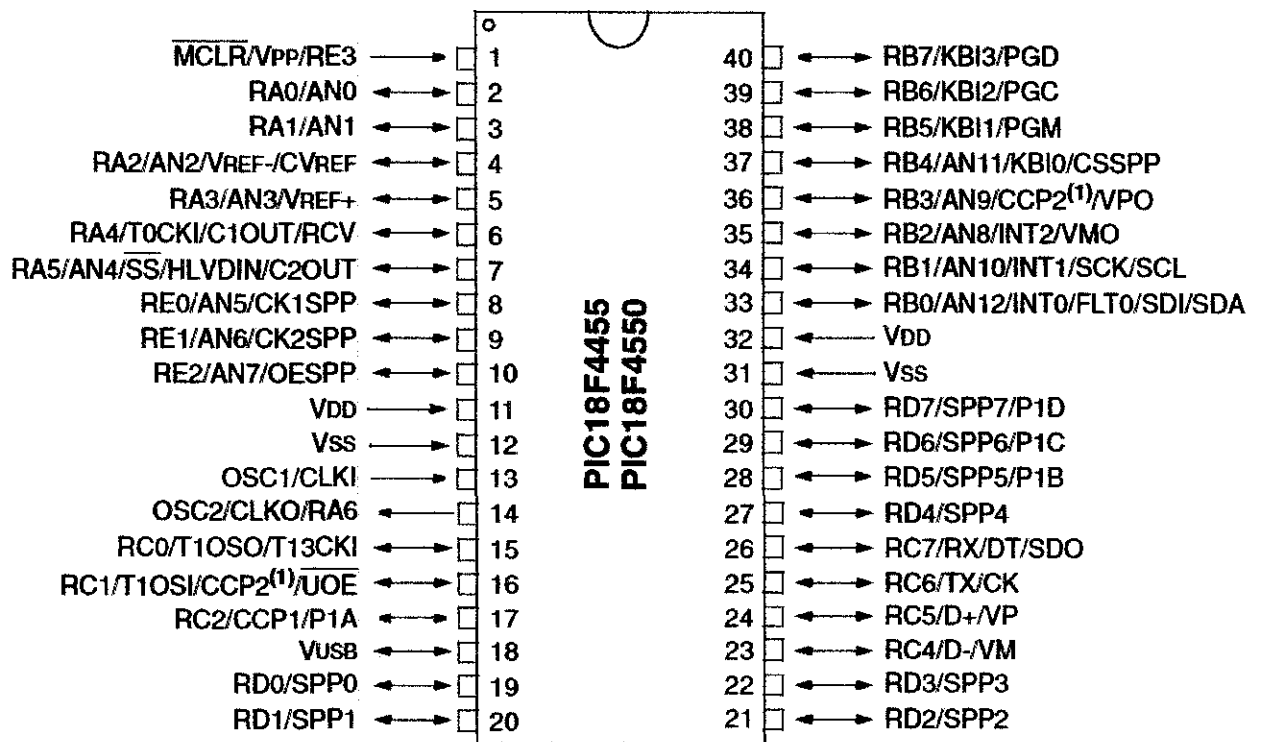 MCLR/VPP/RE3 1
RA0/AN0 2
RA1/AN1 3
RA2/AN2/VREF-/CVREF 4
RA3/AN3/VREF+ 5
RA4/T0CKI/C1OUT/RCV 6
RA5/AN4/SS/HLVDIN/C2OUT 7
RE0/AN5/CK1SPP 8
RE1/AN6/CK2SPP 9
RE2/AN7/OESPP 10
VDD 11
VSS 12
OSC1/CLKI 13
OSC2/CLKO/RA6 14
RC0/T1OSO/T13CKI 15
RC1/T1OSI/CCP2(1)/UOE 16
RC2/CCP1/P1A 17
VUSB 18
RD0/SPP0 19
RD1/SPP1 20
PIC18F4455
PIC18F4550
40 RB7/KBI3/PGD
39 RB6/KBI2/PGC
38 RB5/KBI1/PGM
37 RB4/AN11/KBI0/CSSPP
36 RB3/AN9/CCP2(1)/VPO
35 RB2/AN8/INT2/VMO
34 RB1/AN10/INT1/SCK/SCL
33 RB0/AN12/INT0/FLT0/SDI/SDA
32 VDD
31 VSS
30 RD7/SPP7/P1D
29 RD6/SPP6/P1C
28 RD5/SPP5/P1B
27 RD4/SPP4
26 RC7/RX/DT/SDO
25 RC6/TX/CK
24 RC5/D+/VP
23 RC4/D-/VM
22 RD3/SPP3
21 RD2/SPP2